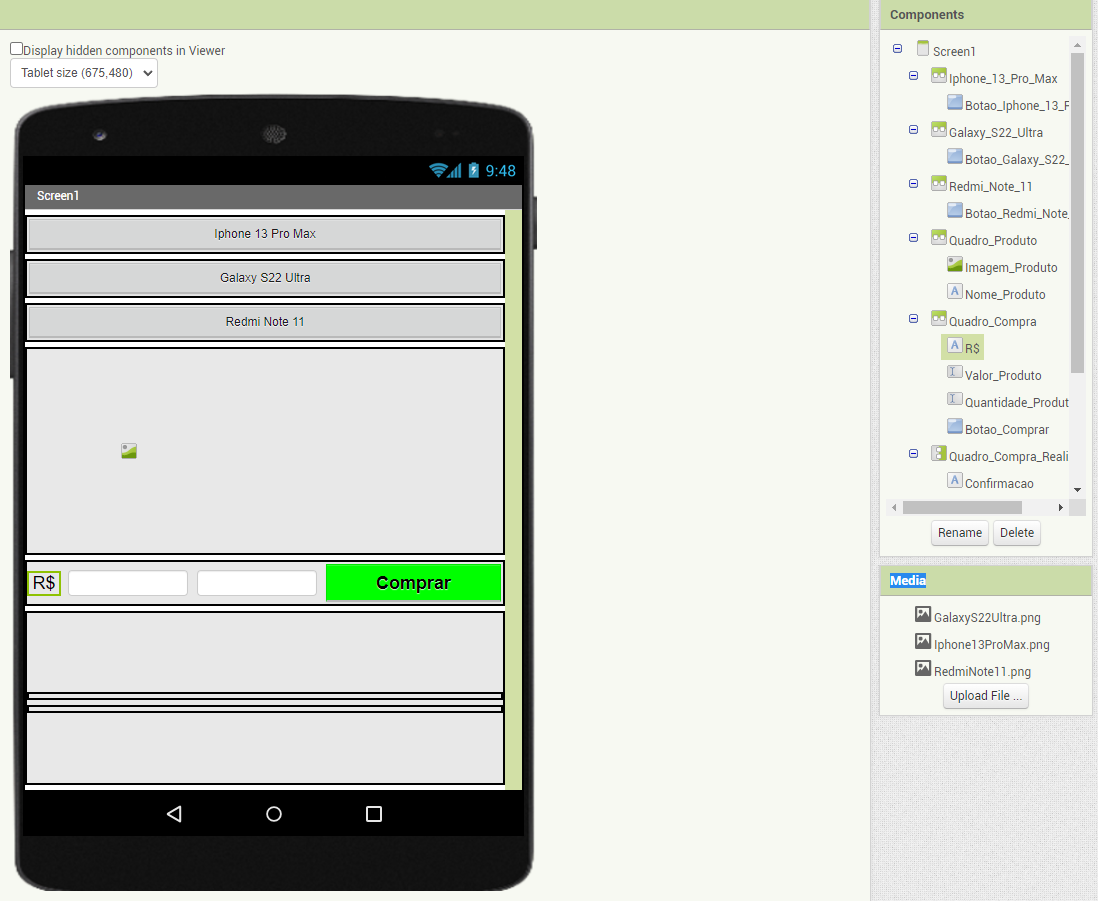 Display hidden components in Viewer
Tablet size (675,480)
9:48
Screen1
Iphone 13 Pro Max
Galaxy S22 Ultra
Redmi Note 11
R$
Comprar
Components
Screen1
Iphone_13_Pro_Max
Botao_Iphone_13_P
Galaxy_S22_Ultra
Botao_Galaxy_S22_
Redmi_Note_11
Botao_Redmi_Note_
Quadro_Produto
Imagem_Produto
A Nome_Produto
Quadro_Compra
A R$
Valor_Produto
Quantidade_Produt
Botao_Comprar
Quadro_Compra_Reali
A Confirmacao
Rename Delete
Media
GalaxyS22Ultra.png
Iphone13ProMax.png
RedmiNote11.png
Upload File ...